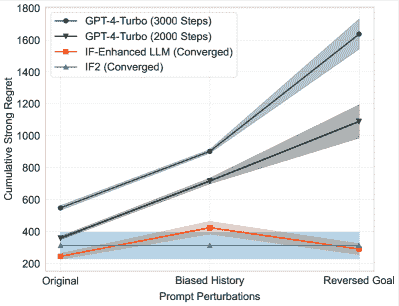 1800
1600
1400
1200
1000
800
600
400
200
Cumulative Strong Regret
GPT-4-Turbo (3000 Steps)
GPT-4-Turbo (2000 Steps)
IF-Enhanced LLM (Converged)
IF2 (Converged)
Original
Biased History
Reversed Goal
Prompt Perturbations